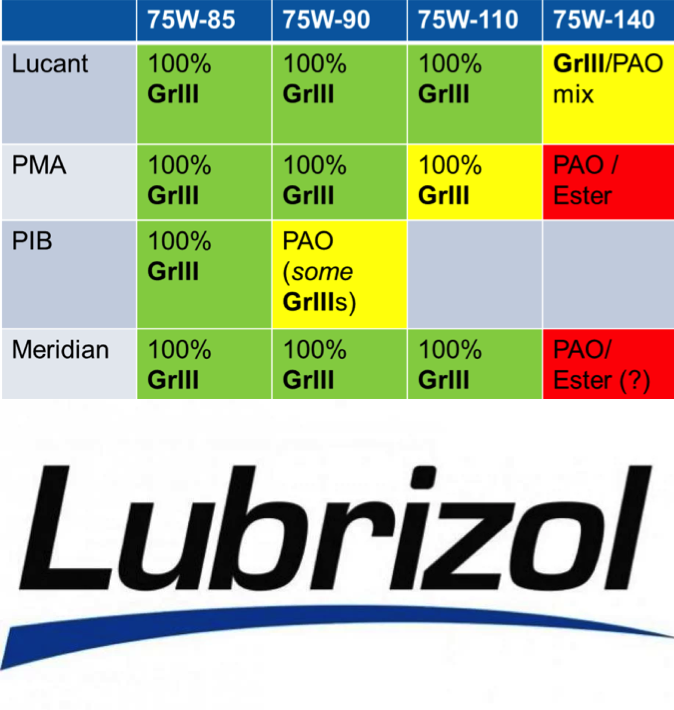 75W-85 75W-90 75W-110 75W-140
Lucant 100% GrIII 100% GrIII 100% GrIII GrIII/PAO mix
PMA 100% GrIII 100% GrIII 100% GrIII PAO / Ester
PIB 100% GrIII PAO (some GrIIIs)
Meridian 100% GrIII 100% GrIII 100% GrIII PAO/ Ester (?)
Lubrizol